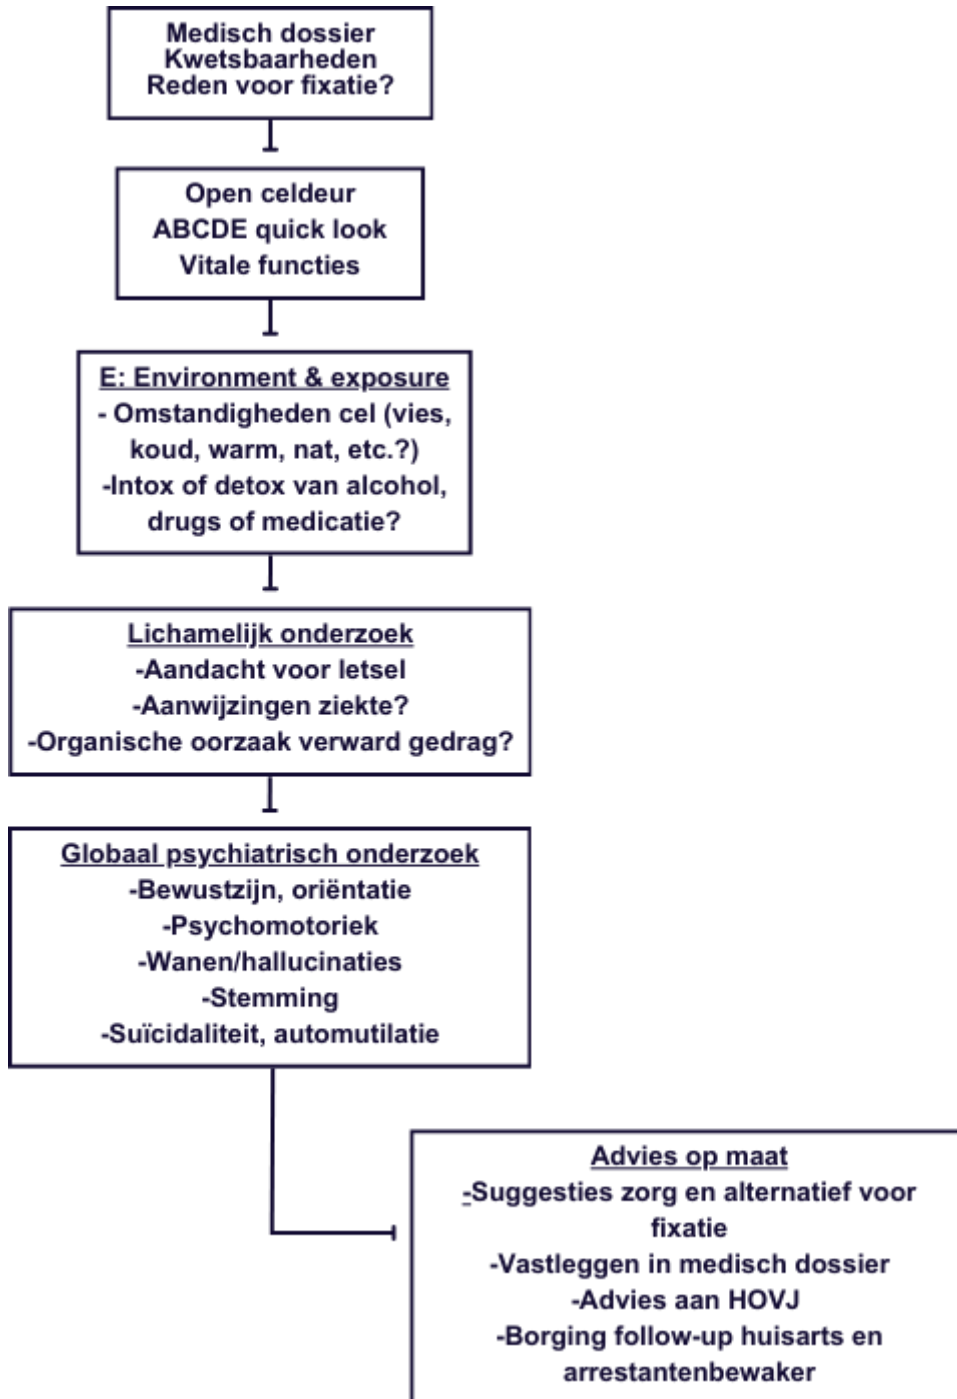 Medisch dossier
Kwetsbaarheden
Reden voor fixatie?
Open celdeur
ABCDE quick look
Vitale functies
E: Environment & exposure
- Omstandigheden cel (vies,
koud, warm, nat, etc.?)
-Intox of detox van alcohol,
drugs of medicatie?
Lichamelijk onderzoek
-Aandacht voor letsel
-Aanwijzingen ziekte?
-Organische oorzaak verward gedrag?
Globaal psychiatrisch onderzoek
-Bewustzijn, oriëntatie
-Psychomotoriek
-Wanen/hallucinaties
-Stemming
-Suïcidaliteit, automutilatie
Advies op maat
-Suggesties zorg en alternatief voor
fixatie
-Vastleggen in medisch dossier
-Advies aan HOVJ
-Borging follow-up huisarts en
arrestantenbewaker